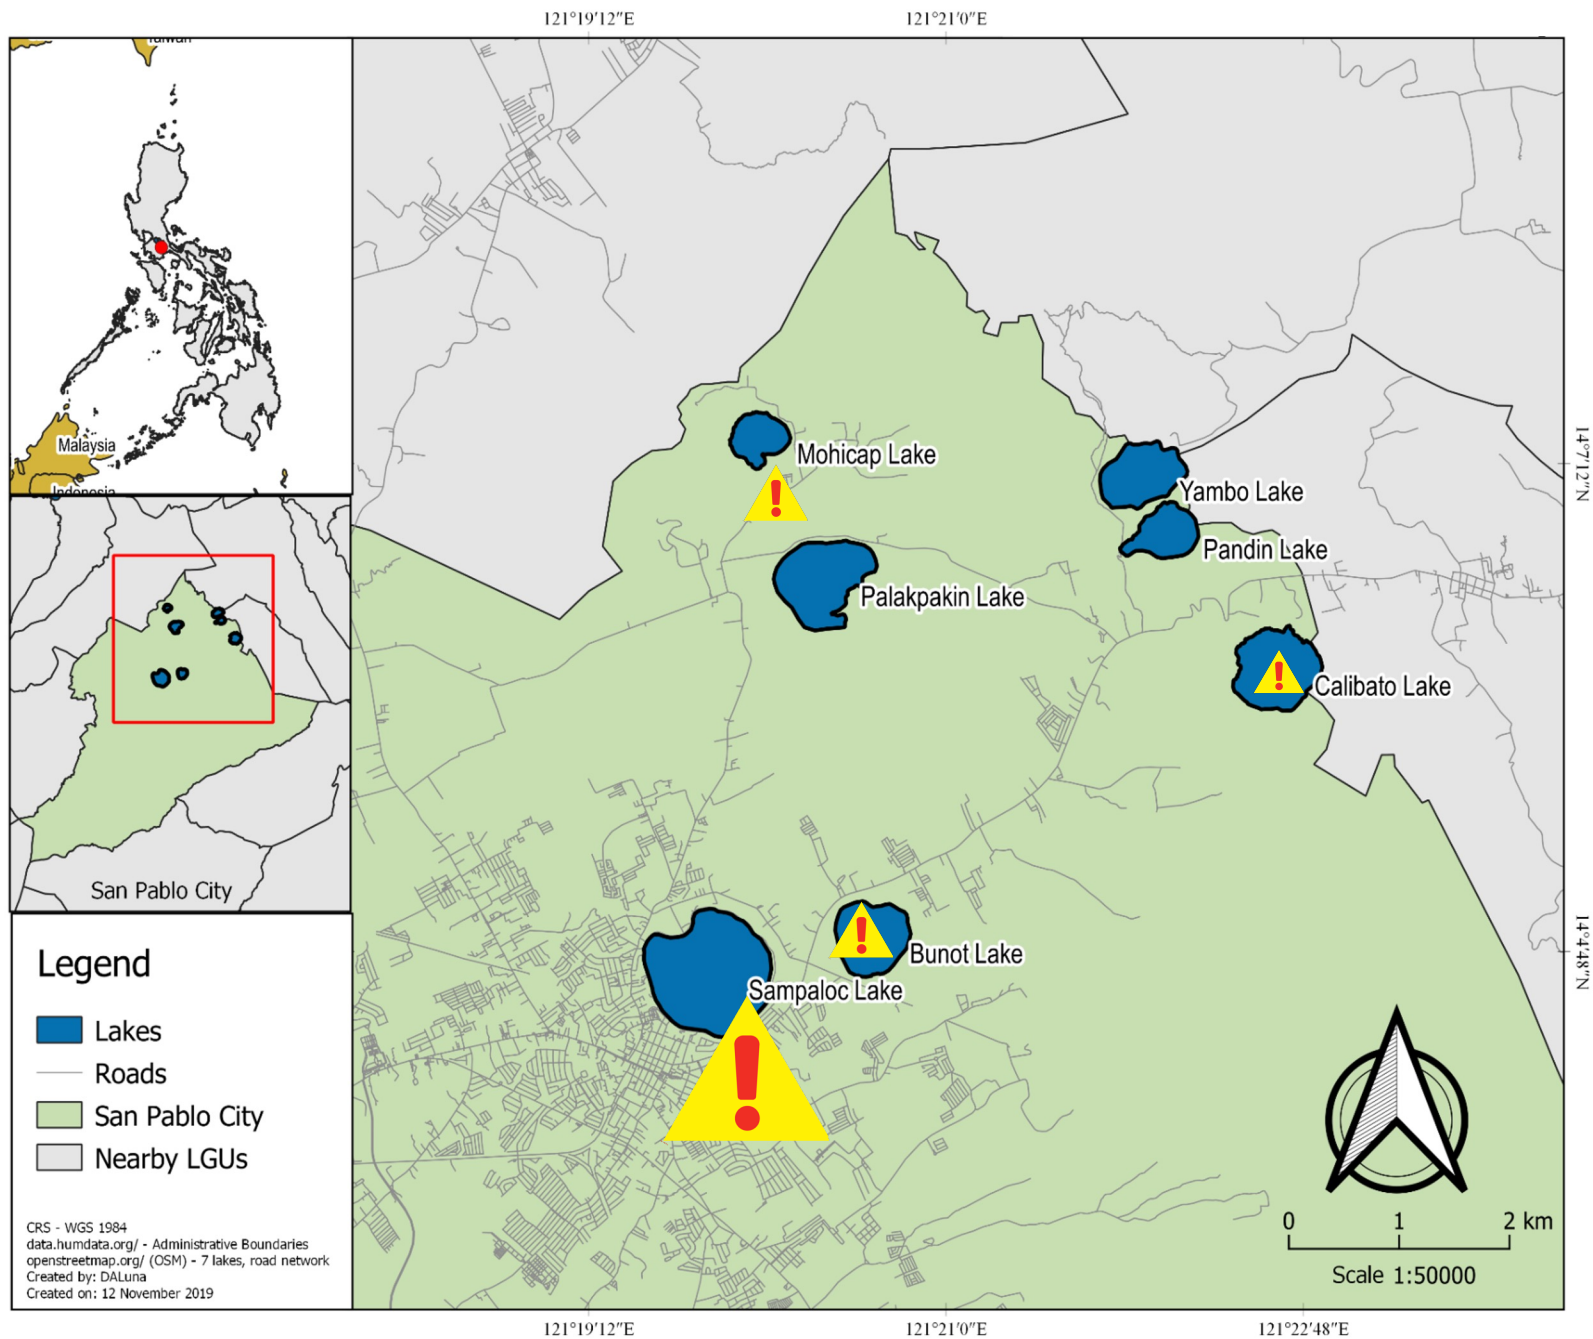 121°19'12"E
121°21'0"E
Taiwan
Malaysia
Indonesia
San Pablo City
Mohicap Lake
Yambo Lake
Pandin Lake
Palakpakin Lake
Calibato Lake
Bunot Lake
Sampaloc Lake
14°7'12"N
14°4'48"N
Legend
Lakes
Roads
San Pablo City
Nearby LGUs
CRS - WGS 1984
data.humdata.org/ - Administrative Boundaries
openstreetmap.org/ (OSM) - 7 lakes, road network
Created by: DALuna
Created on: 12 November 2019
0 1 2 km
Scale 1:50000
121°19'12"E
121°21'0"E
121°22'48"E